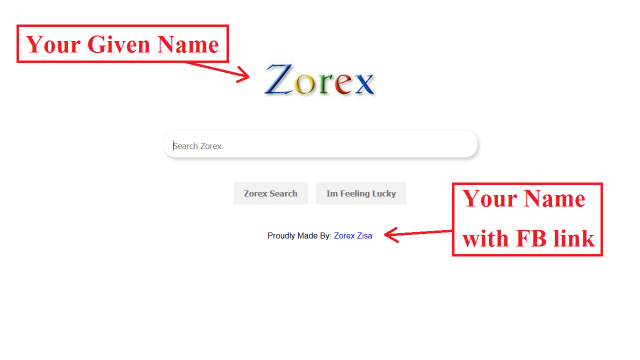 Your Given Name
Zorex
Search Zorex
Zorex Search Im Feeling Lucky
Your Name
with FB link
Proudly Made By: Zorex Zisa